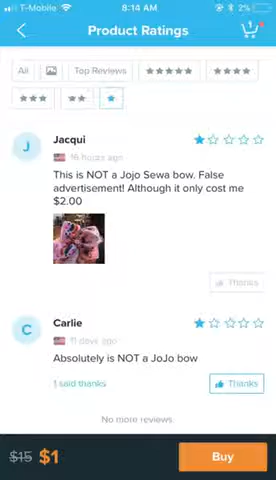 T-Mobile 8:14 AM 2%
Product Ratings
1
All Top Reviews
J Jacqui
16 hours ago
This is NOT a Jojo Sewa bow. False
advertisement! Although it only cost me
$2.00
Thanks
C Carlie
11 days ago
Absolutely is NOT a JoJo bow
1 said thanks Thanks
No more reviews
$15 $1 Buy